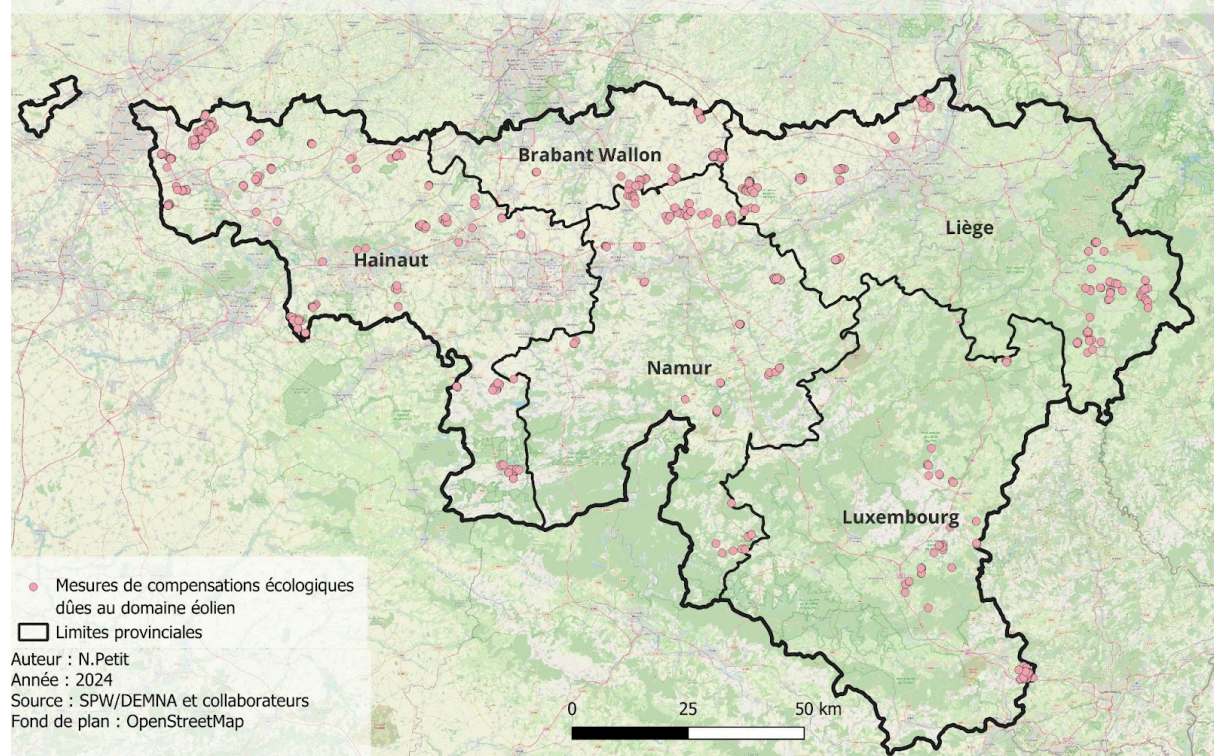 Brabant Wallon
Liège
Hainaut
Namur
Luxembourg
Mesures de compensations écologiques
dûes au domaine éolien
Limites provinciales
Auteur : N.Petit
Année : 2024
Source : SPW/DEMNA et collaborateurs
Fond de plan : OpenStreetMap
0 25 50 km